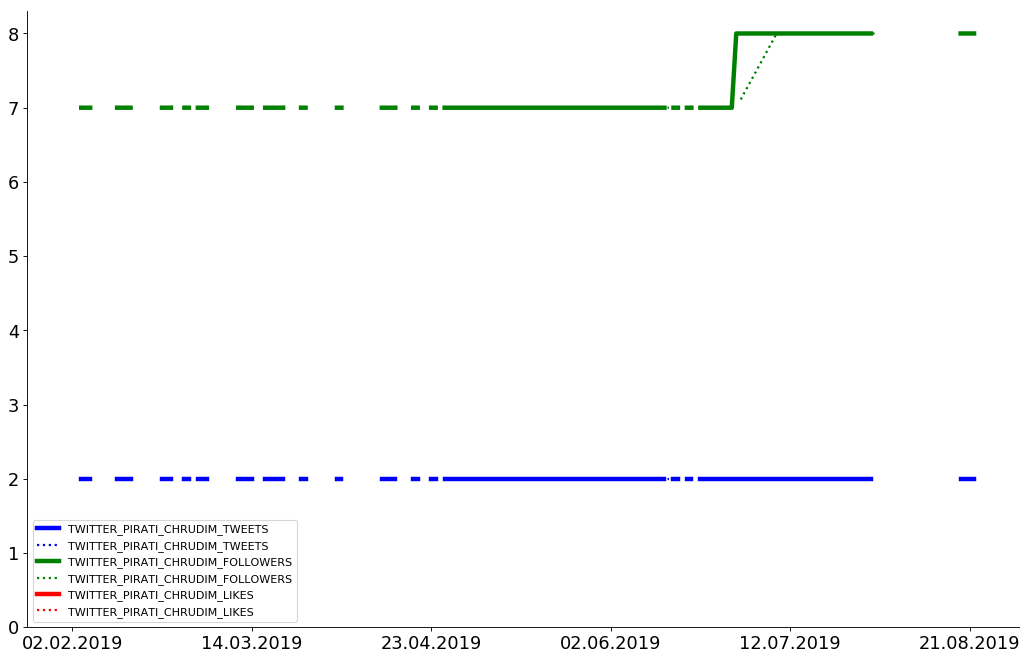 8
7
6
5
4
3
2
1
0
TWITTER_PIRATI_CHRUDIM_TWEETS
TWITTER_PIRATI_CHRUDIM_TWEETS
TWITTER_PIRATI_CHRUDIM_FOLLOWERS
TWITTER_PIRATI_CHRUDIM_FOLLOWERS
TWITTER_PIRATI_CHRUDIM_LIKES
TWITTER_PIRATI_CHRUDIM_LIKES
02.02.2019 14.03.2019 23.04.2019 02.06.2019 12.07.2019 21.08.2019